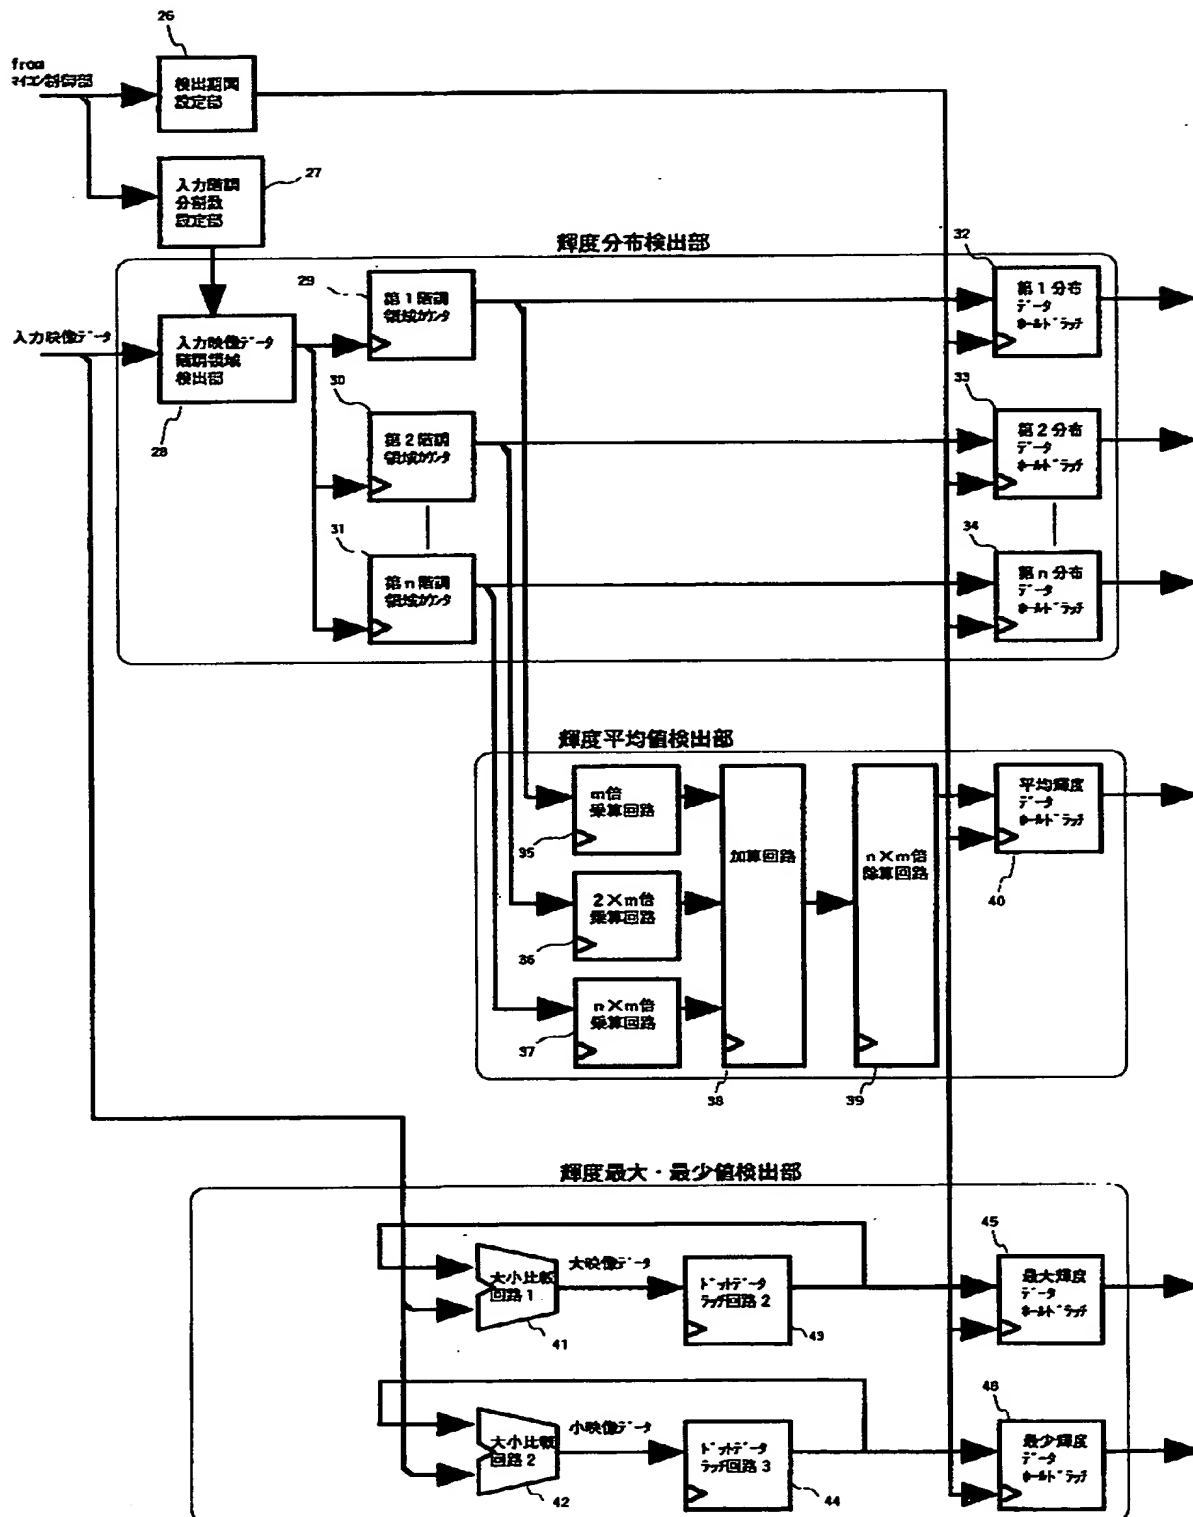 26
from
ﾏｲｺﾝ制御部
検出期間
設定部
27
入力階調
分割数
設定部
輝度分布検出部
入力映像ﾃﾞｰﾀ
入力映像ﾃﾞｰﾀ
階調領域
検出部
28
29
第1階調
領域ｶｳﾝﾀ
30
第2階調
領域ｶｳﾝﾀ
31
第n階調
領域ｶｳﾝﾀ
32
第1分布
ﾃﾞｰﾀ
ﾎｰﾙﾄﾞﾗｯﾁ
33
第2分布
ﾃﾞｰﾀ
ﾎｰﾙﾄﾞﾗｯﾁ
34
第n分布
ﾃﾞｰﾀ
ﾎｰﾙﾄﾞﾗｯﾁ
輝度平均値検出部
m倍
乗算回路
35
2×m倍
乗算回路
36
n×m倍
乗算回路
37
加算回路
38
n×m倍
除算回路
39
平均輝度
ﾃﾞｰﾀ
ﾎｰﾙﾄﾞﾗｯﾁ
40
輝度最大・最少値検出部
大小比較
回路1
41
大映像ﾃﾞｰﾀ
ﾄﾞｯﾄﾃﾞｰﾀ
ﾗｯﾁ回路2
43
45
最大輝度
ﾃﾞｰﾀ
ﾎｰﾙﾄﾞﾗｯﾁ
大小比較
回路2
42
小映像ﾃﾞｰﾀ
ﾄﾞｯﾄﾃﾞｰﾀ
ﾗｯﾁ回路3
44
46
最少輝度
ﾃﾞｰﾀ
ﾎｰﾙﾄﾞﾗｯﾁ